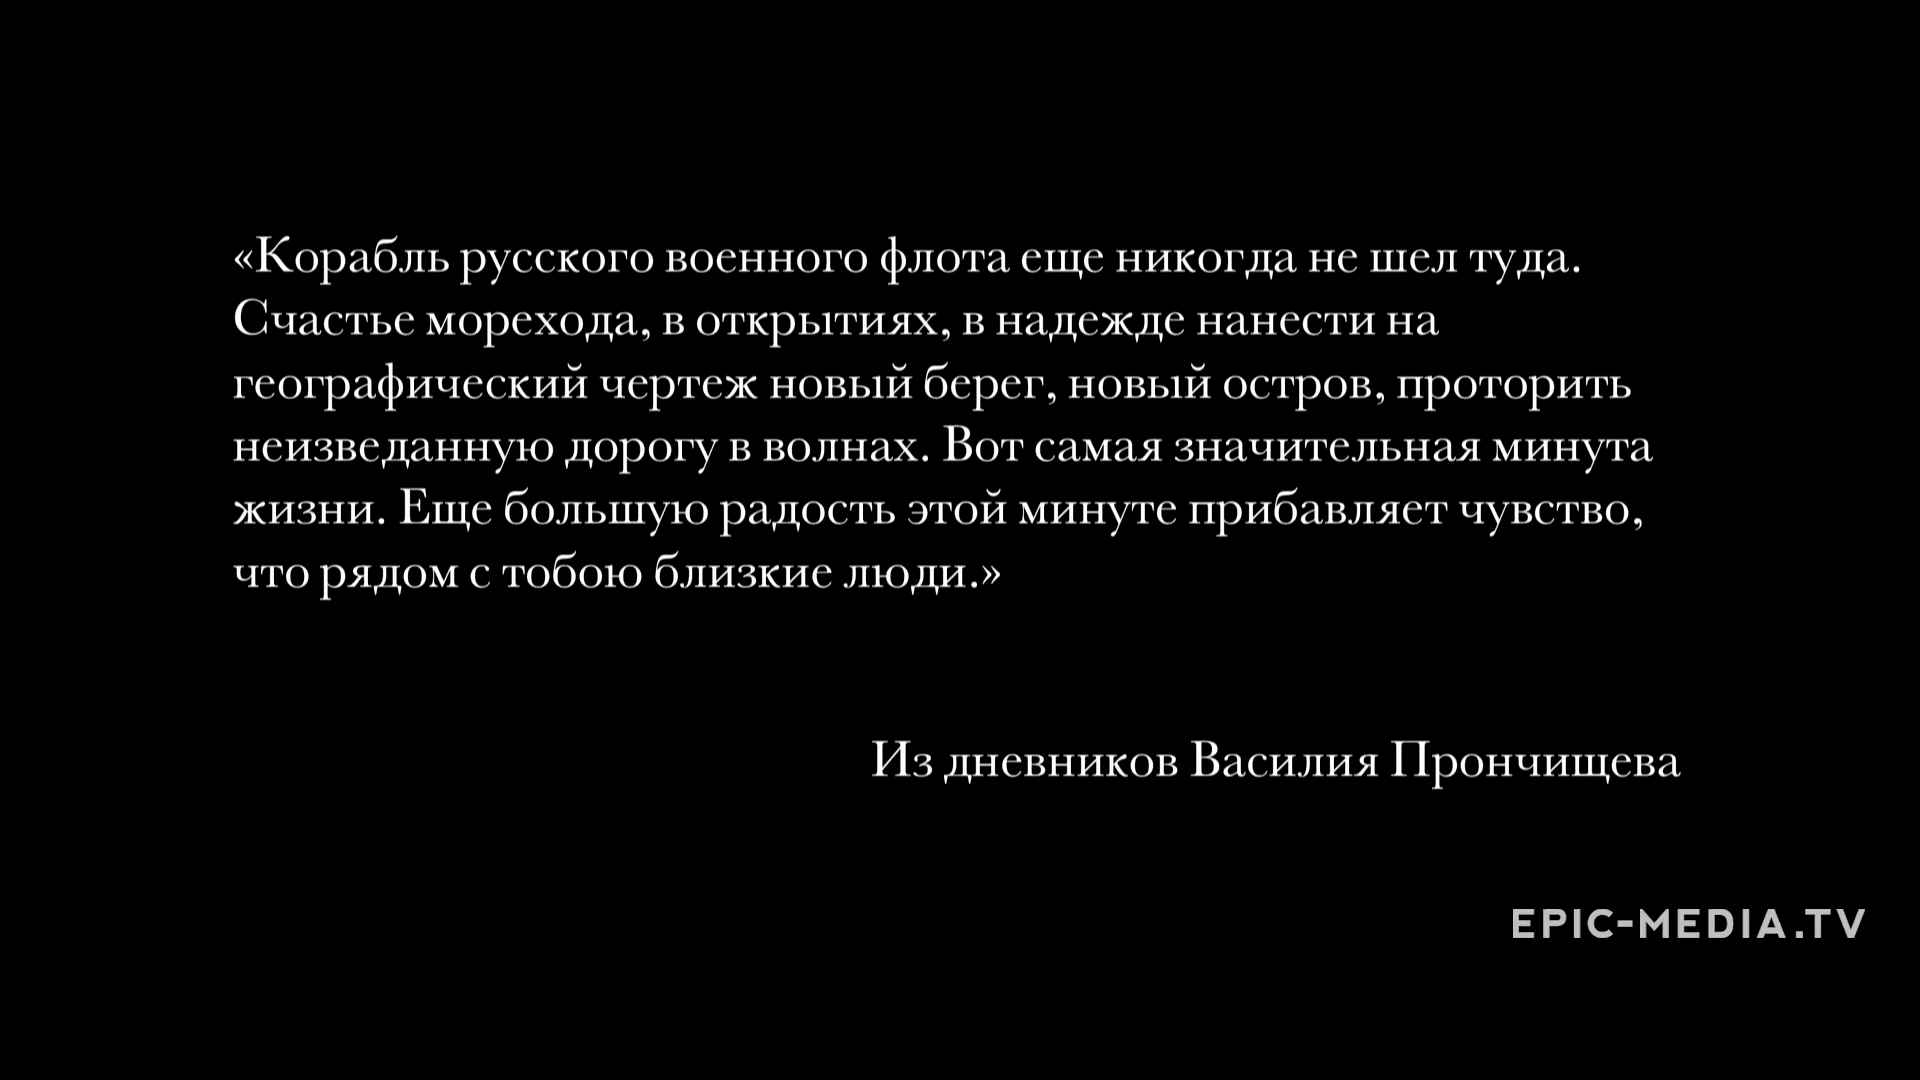 «Корабль русского военного флота еще никогда не шел туда.
Счастье морехода, в открытиях, в надежде нанести на
географический чертеж новый берег, новый остров, проторить
неизведанную дорогу в волнах. Вот самая значительная минута
жизни. Еще большую радость этой минуте прибавляет чувство,
что рядом с тобою близкие люди.»
Из дневников Василия Прончищева
EPIC-MEDIA.TV